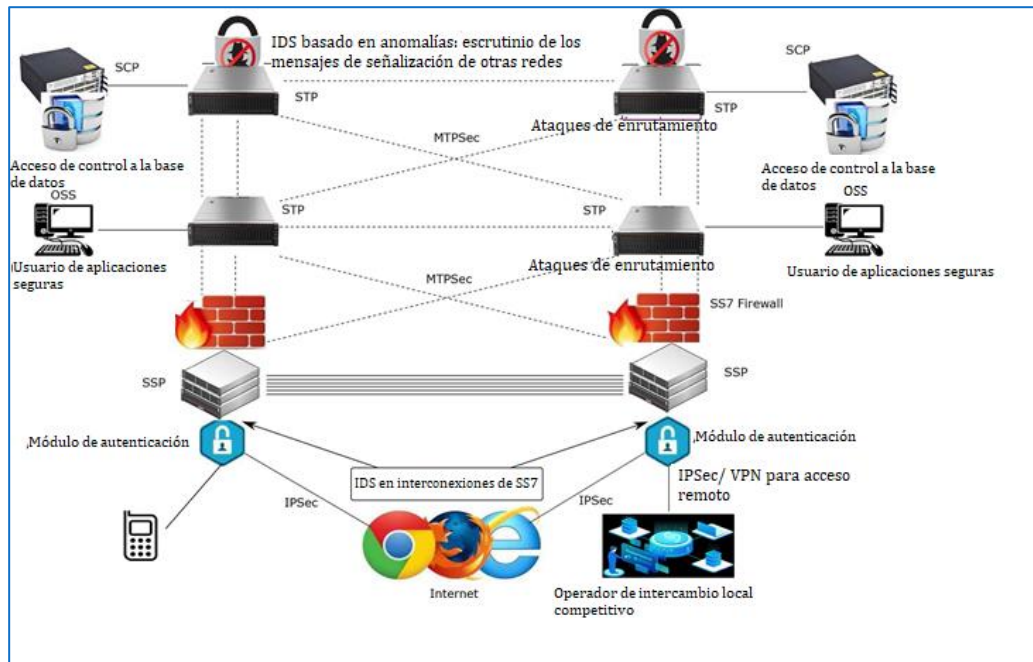 IDS basado en anomalías: escrutinio de los
mensajes de señalización de otras redes
SCP
SCP
STP
STP
Ataques de enrutamiento
MTPSec
Acceso de control a la base
de datos
Acceso de control a la base
de datos
OSS
OSS
STP
STP
Usuario de aplicaciones
seguras
Ataques de enrutamiento
Usuario de aplicaciones seguras
MTPSec
SS7 Firewall
SSP
SSP
,Módulo de autenticación
,Módulo de autenticación
IDS en interconexiones de SS7
IPSec/ VPN para acceso
remoto
IPSec
IPSec
Internet
Operador de intercambio local
competitivo